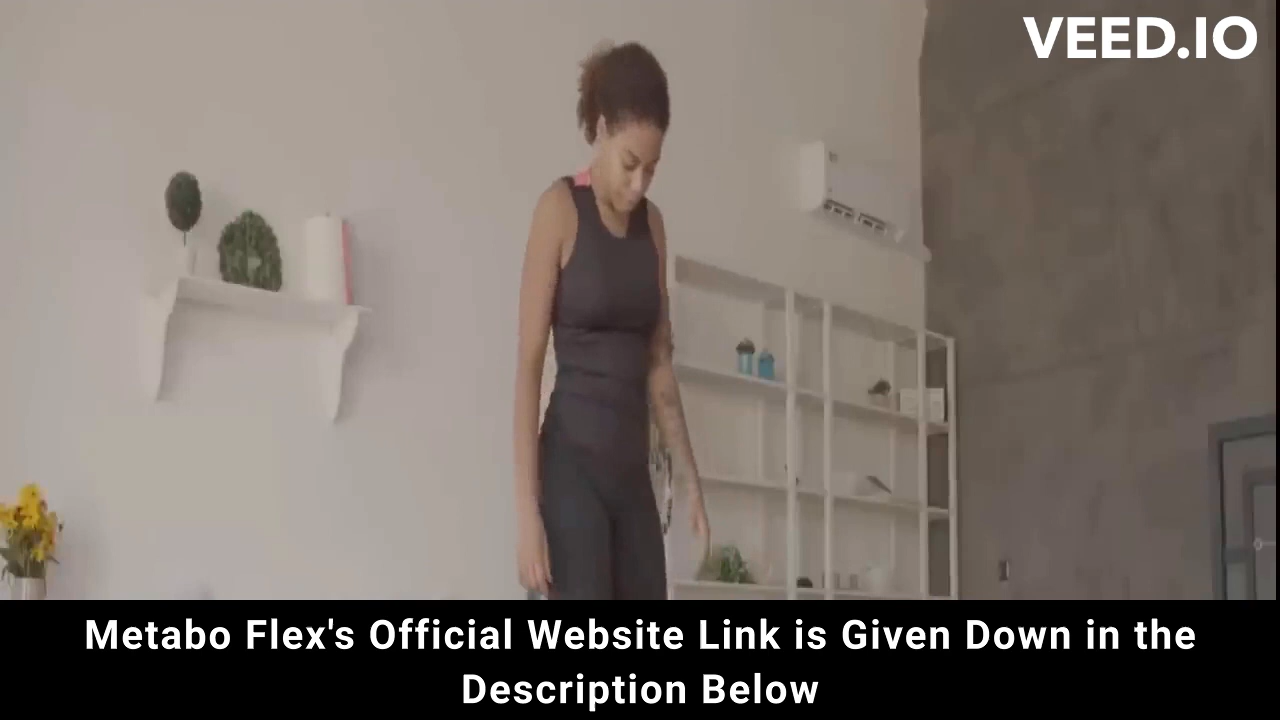 VEED.IO
Metabo Flex's Official Website Link is Given Down in the
Description Below